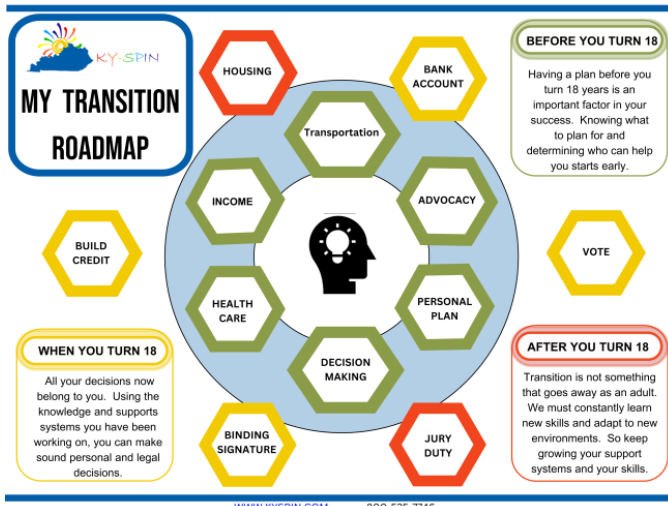 KY-SPIN
MY TRANSITION
ROADMAP
HOUSING
BANK
ACCOUNT
BEFORE YOU TURN 18
Having a plan before you
turn 18 years is an
important factor in your
success. Knowing what
to plan for and
determining who can help
you starts early.
Transportation
INCOME
ADVOCACY
BUILD
CREDIT
VOTE
HEALTH
CARE
PERSONAL
PLAN
DECISION
MAKING
WHEN YOU TURN 18
All your decisions now
belong to you. Using the
knowledge and supports
systems you have been
working on, you can make
sound personal and legal
decisions.
BINDING
SIGNATURE
JURY
DUTY
AFTER YOU TURN 18
Transition is not something
that goes away as an adult.
We must constantly learn
new skills and adapt to new
environments. So keep
growing your support
systems and your skills.
WWW.KYSPIN.COM